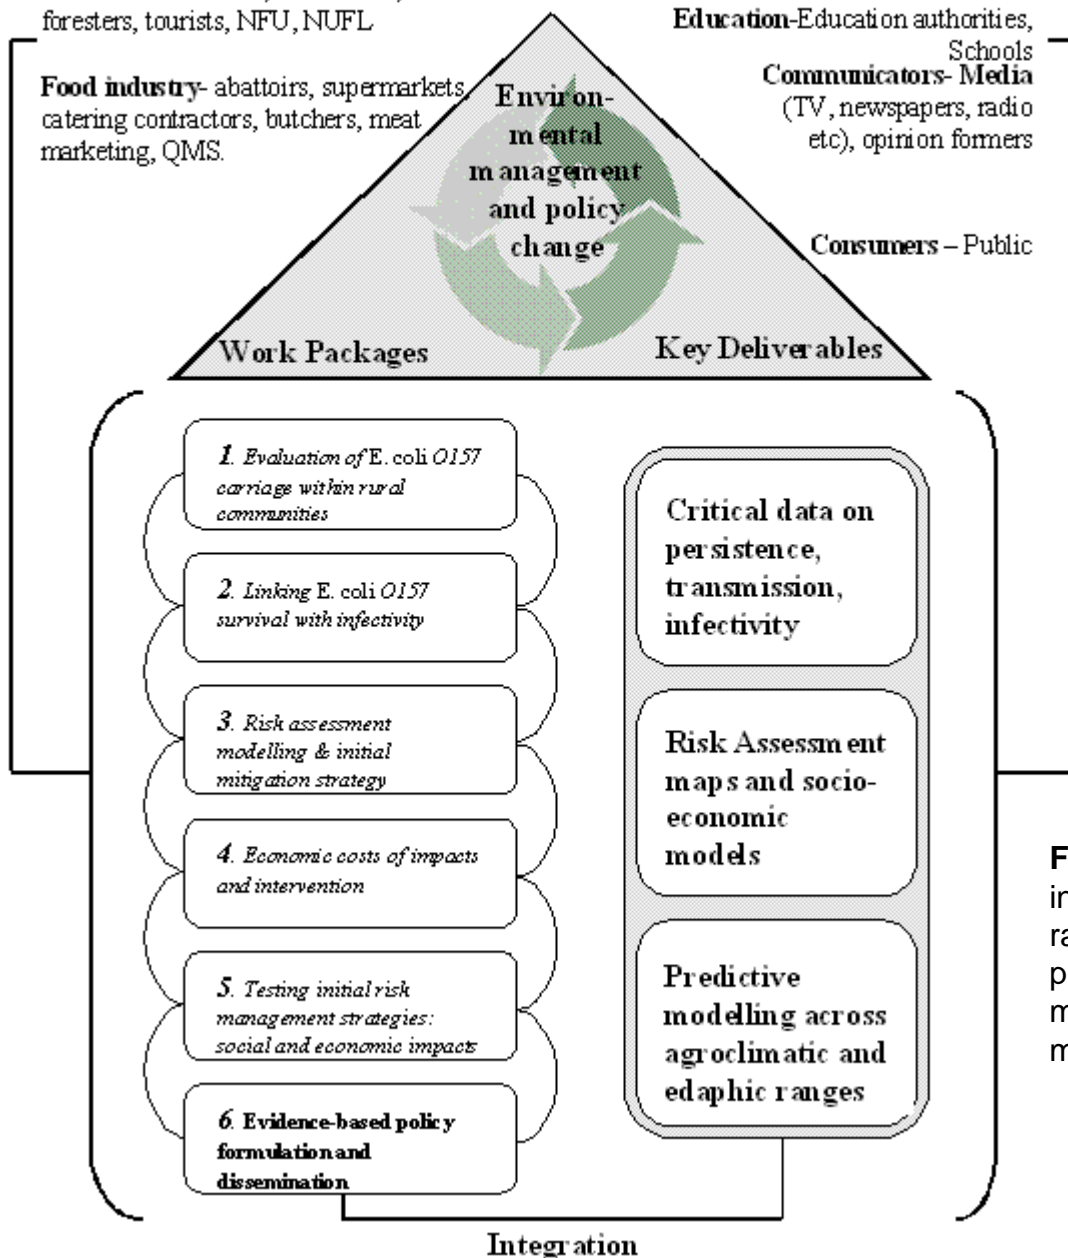 foresters, tourists, NFU, NUFL
Food industry- abattoirs, supermarkets,
catering contractors, butchers, meat
marketing, QMS.
Education-Education authorities,
Schools
Communicators- Media
(TV, newspapers, radio
etc), opinion formers
Consumers – Public
Environ-
mental
management
and policy
change
Work Packages
Key Deliverables
1. Evaluation of E. coli O157
carriage within rural
communities
2. Linking E. coli O157
survival with infectivity
3. Risk assessment
modelling & initial
mitigation strategy
4. Economic costs of impacts
and intervention
5. Testing initial risk
management strategies:
social and economic impacts
6. Evidence-based policy
formulation and
dissemination
Critical data on
persistence,
transmission,
infectivity
Risk Assessment
maps and socio-
economic
models
Predictive
modelling across
agroclimatic and
edaphic ranges
Integration